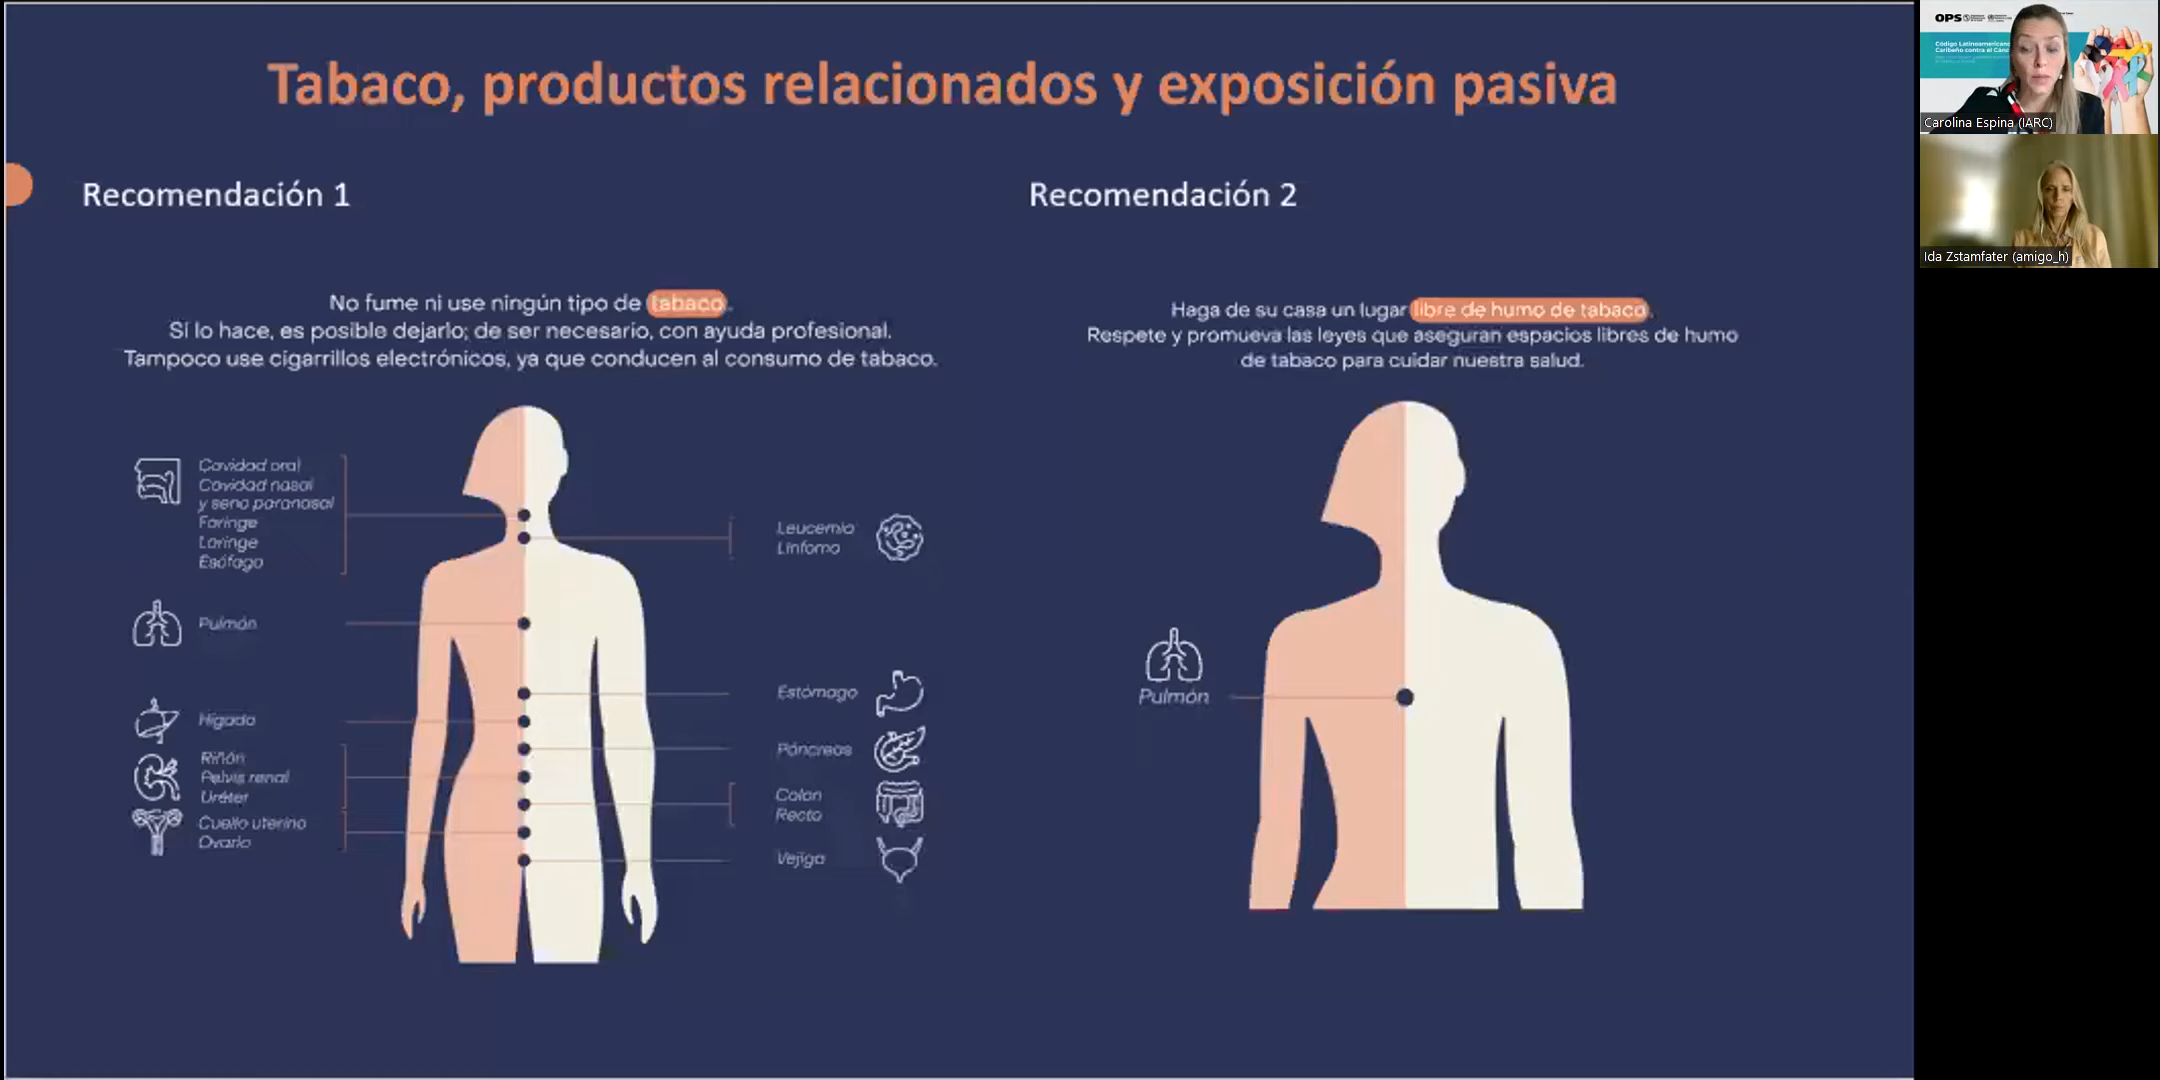 Tabaco, productos relacionados y exposición pasiva
Recomendación 1
No fume ni use ningún tipo de tabaco.
Si lo hace, es posible dejarlo; de ser necesario, con ayuda profesional.
Tampoco use cigarrillos electrónicos, ya que conducen al consumo de tabaco.
Cavidad oral
Cavidad nasal
y seno paranasal
Faringe
Laringe
Esófago
Pulmón
Hígado
Riñón
Pelvis renal
Uréter
Cuello uterino
Ovario
Leucemia
Linfoma
Estómago
Páncreas
Colon
Recto
Vejiga
Recomendación 2
Haga de su casa un lugar libre de humo de tabaco.
Respete y promueva las leyes que aseguran espacios libres de humo
de tabaco para cuidar nuestra salud.
Pulmón
OPS
Código Latinoamericano
Caribeño contra el Cánc
Carolina Espina (IARC)
Ida Zstamfater (amigo_h)